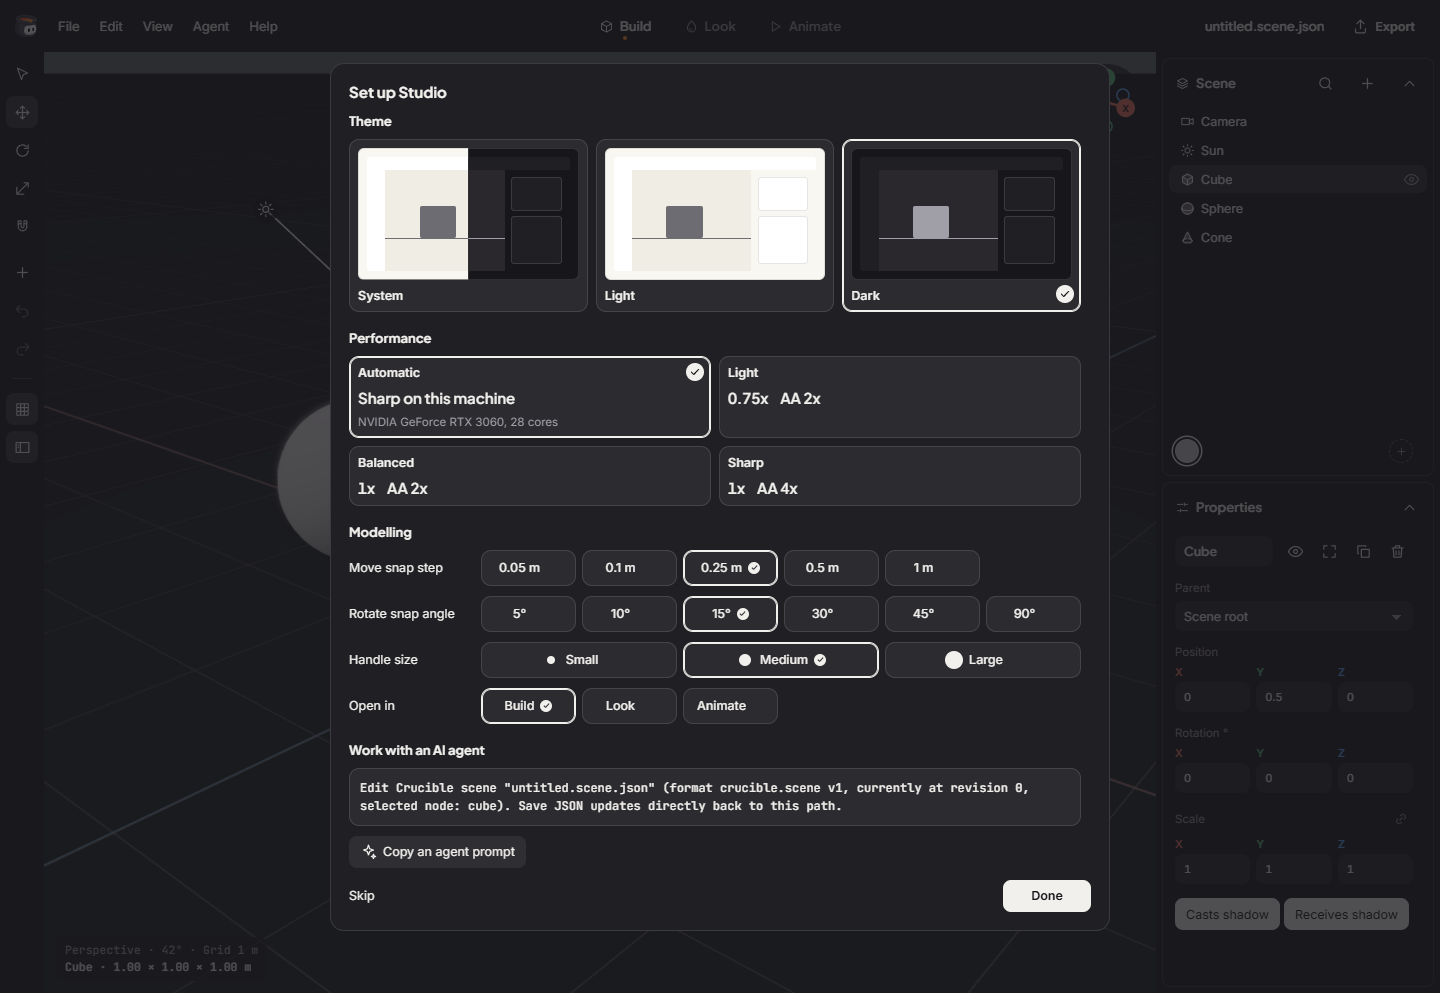 File Edit View Agent Help
Build Look Animate
untitled.scene.json Export
Set up Studio
Theme
System Light Dark
Performance
Automatic
Sharp on this machine
NVIDIA GeForce RTX 3060, 28 cores
Light
0.75x AA 2x
Balanced
1x AA 2x
Sharp
1x AA 4x
Modelling
Move snap step 0.05 m 0.1 m 0.25 m 0.5 m 1 m
Rotate snap angle 5° 10° 15° 30° 45° 90°
Handle size Small Medium Large
Open in Build Look Animate
Work with an AI agent
Edit Crucible scene "untitled.scene.json" (format crucible.scene v1, currently at revision 0,
selected node: cube). Save JSON updates directly back to this path.
Copy an agent prompt
Skip Done
X
Scene
Camera
Sun
Cube
Sphere
Cone
Properties
Cube
Parent
Scene root
Position
X Y Z
0 0.5 0
Rotation °
X Y Z
0 0 0
Scale
X Y Z
1 1 1
Casts shadow Receives shadow
Perspective · 42° · Grid 1 m
Cube · 1.00 × 1.00 × 1.00 m